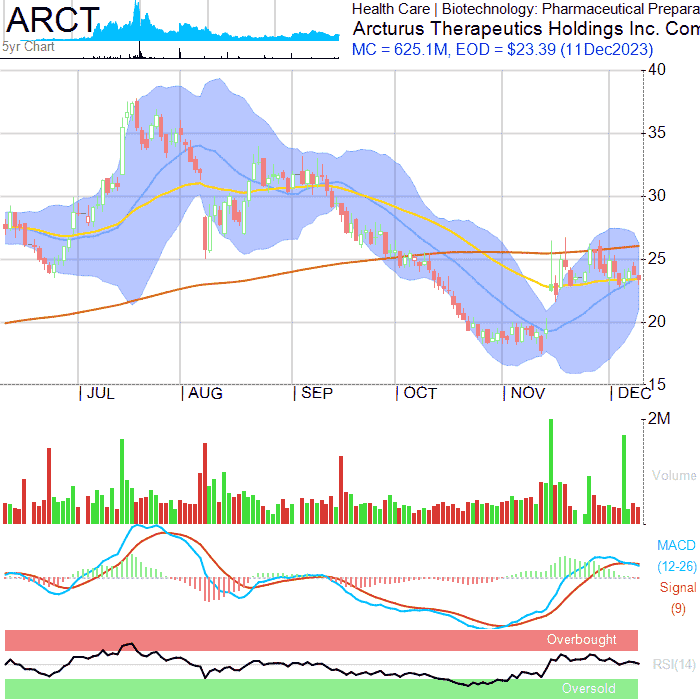 ARCT
5yr Chart
Health Care | Biotechnology: Pharmaceutical Prepara
Arcturus Therapeutics Holdings Inc. Com
MC = 625.1M, EOD = $23.39 (11Dec2023)
40
35
30
25
20
15
JUL
AUG
SEP
OCT
NOV
DEC
2M
Volume
MACD
(12-26)
Signal
(9)
Overbought
RSI(14)
Oversold